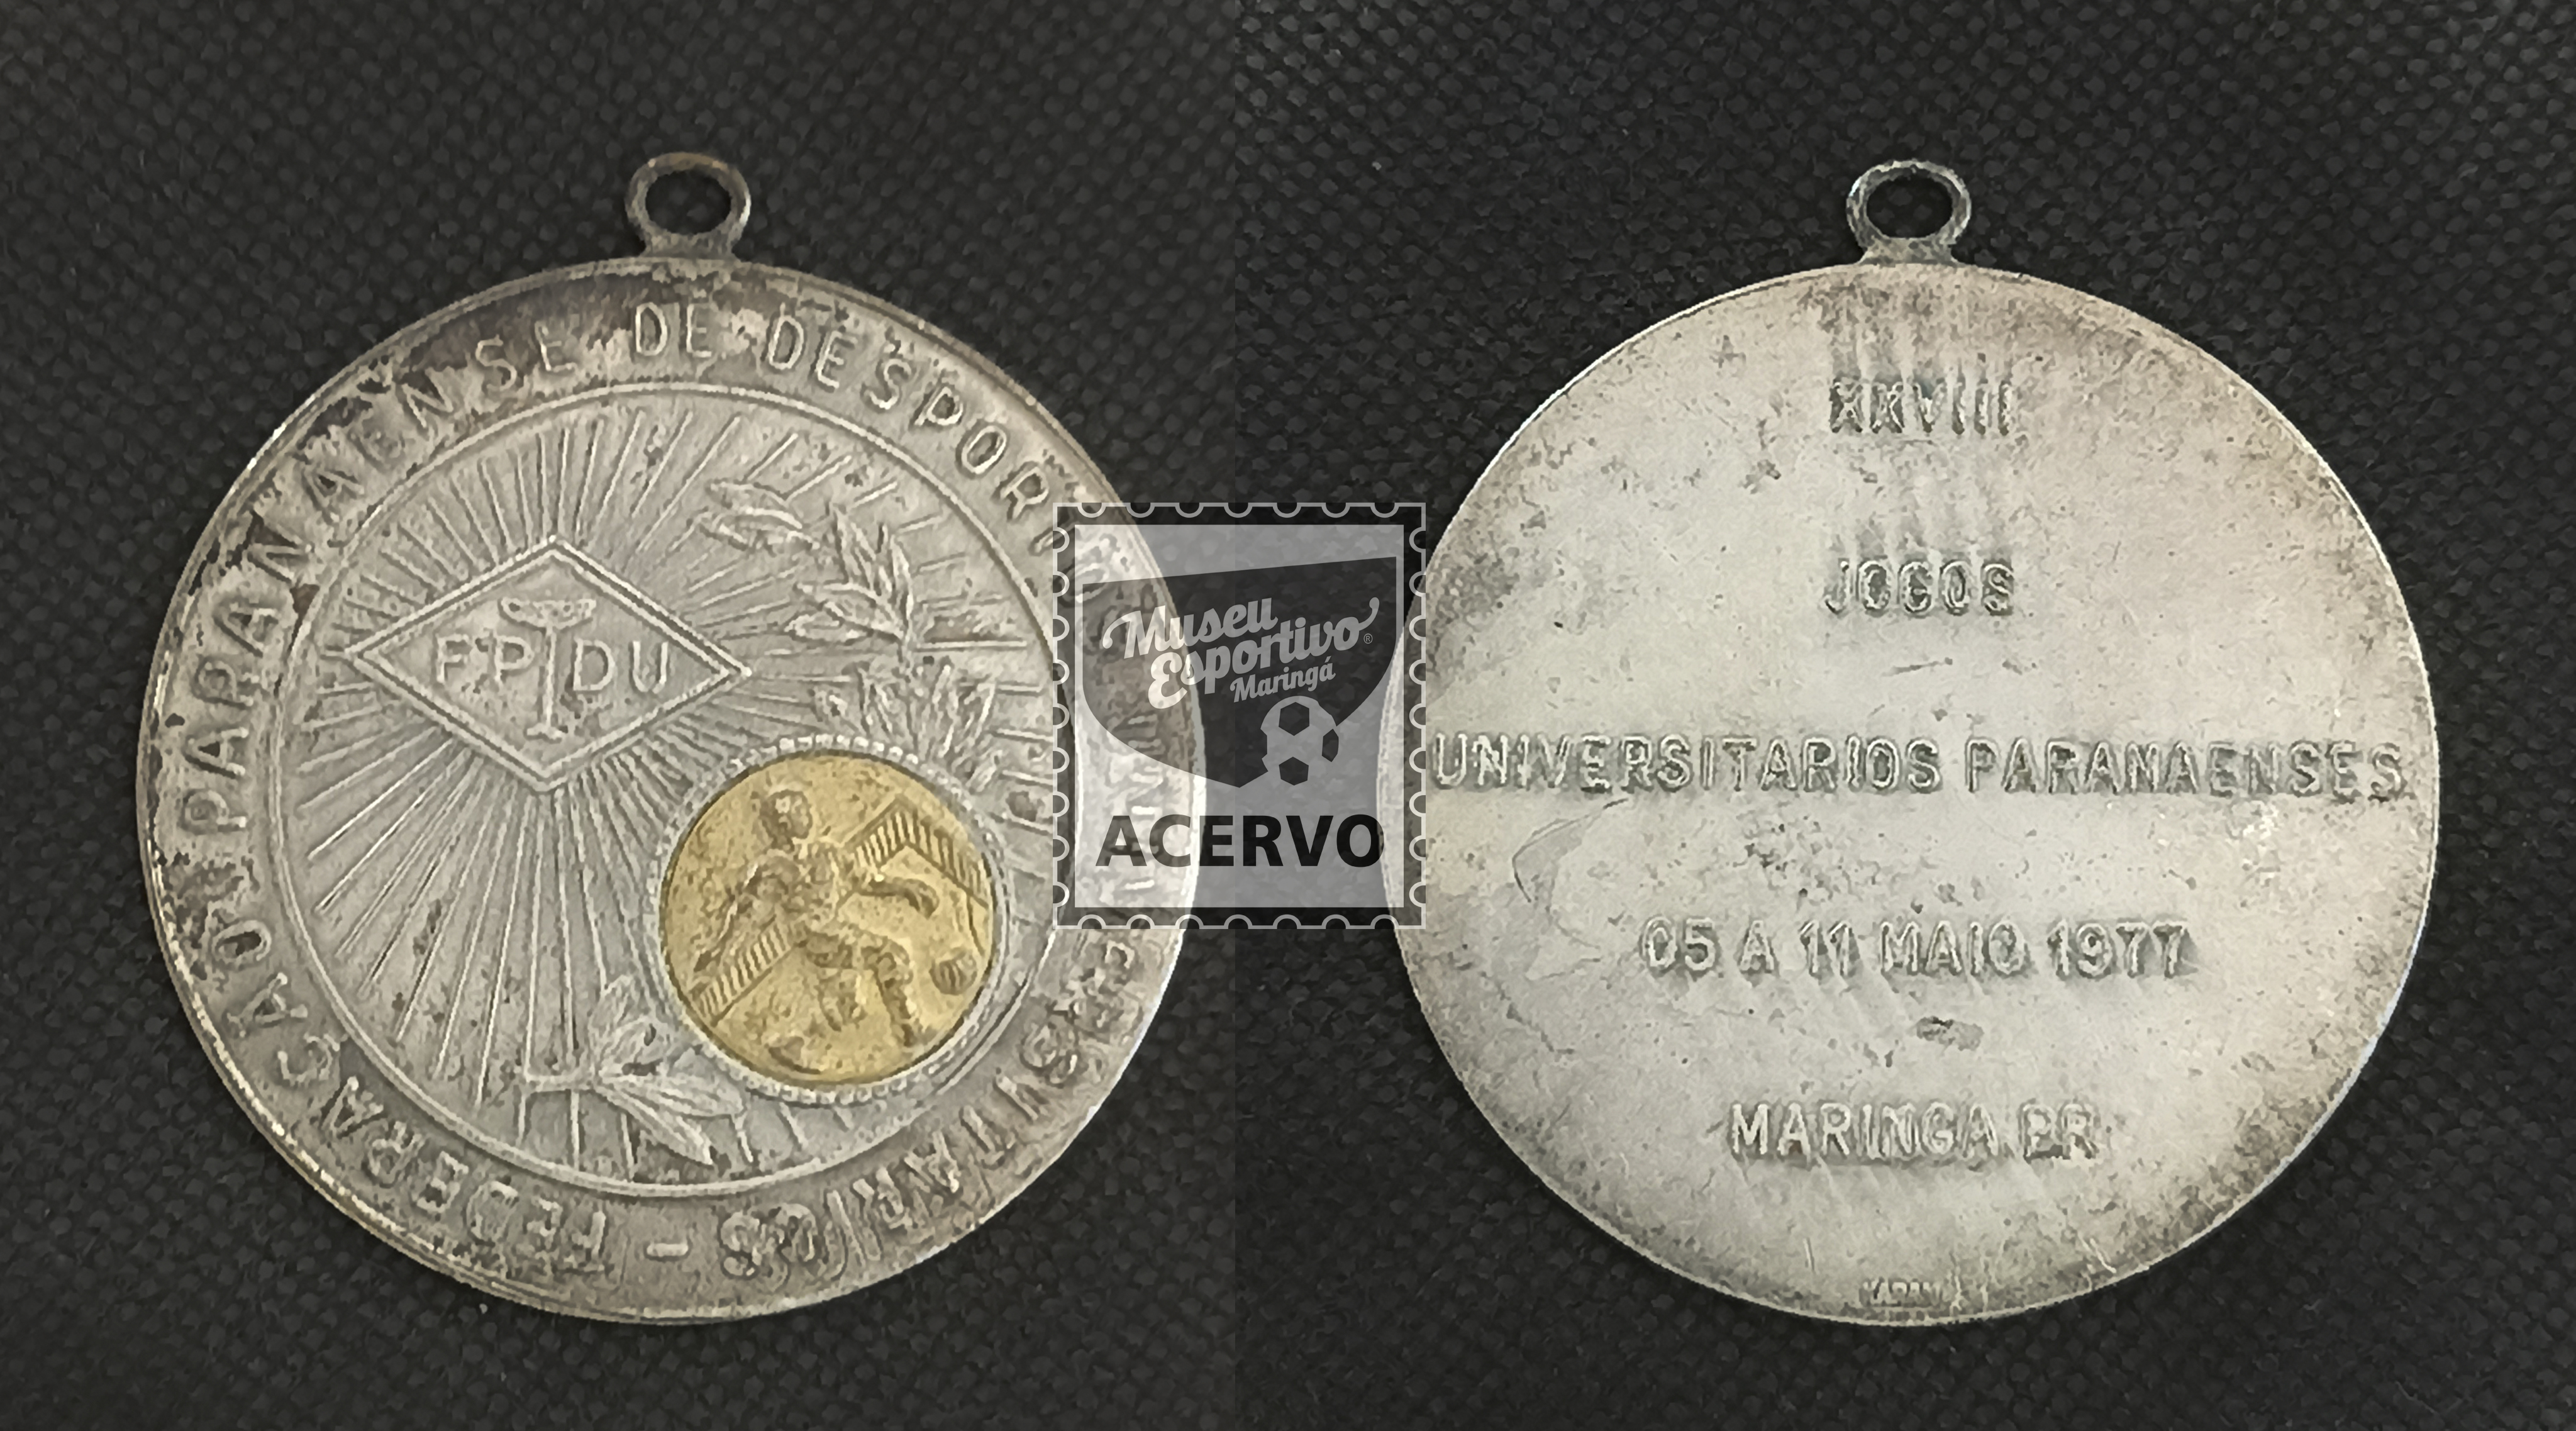 FEDERAÇÃO PARANAENSE DE DESPORTOS UNIVERSITARIOS -
FPDU
Museu
Esportivo®
Maringá
ACERVO
XXVIII
JOGOS
UNIVERSITARIOS PARANAENSES
05 A 11 MAIO 1977
MARINGA PR